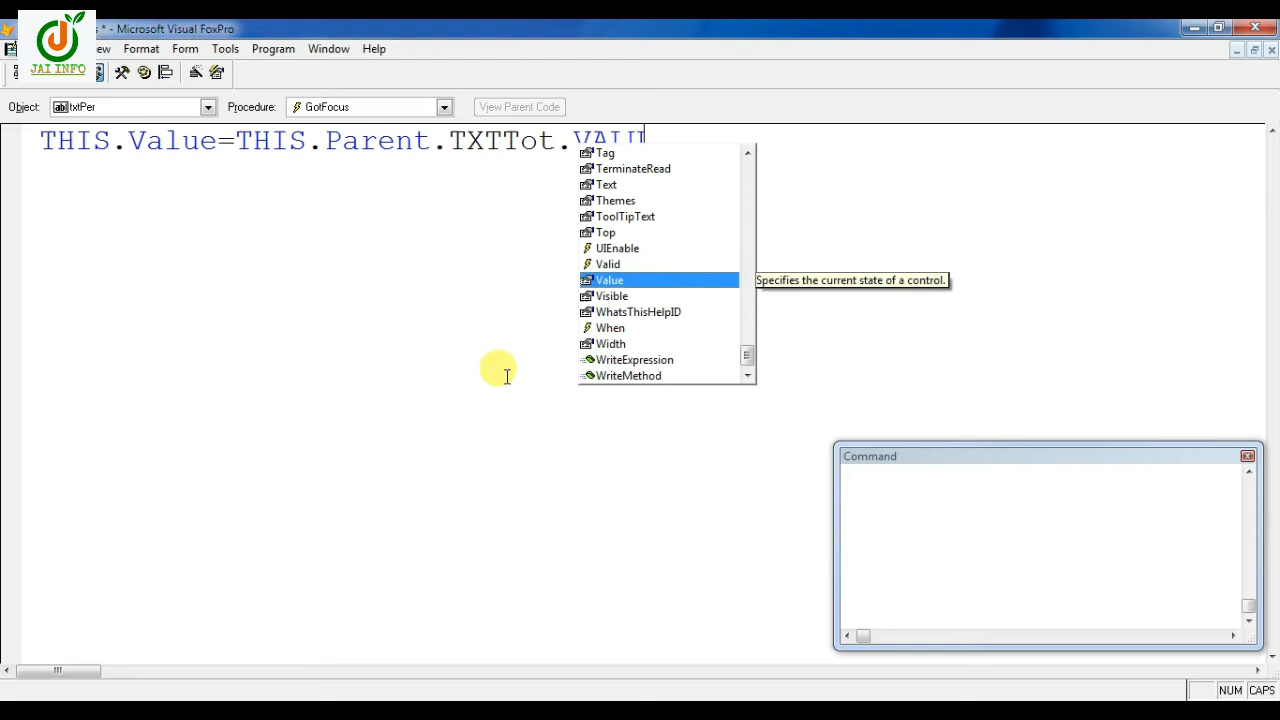 s * - Microsoft Visual FoxPro
JAI INFO
ew Format Form Tools Program Window Help
Object: abl txtPer Procedure: GotFocus View Parent Code
THIS.Value=THIS.Parent.TXTTot.VALU
Tag
TerminateRead
Text
Themes
ToolTipText
Top
UIEnable
Valid
Value Specifies the current state of a control.
Visible
WhatsThisHelpID
When
Width
WriteExpression
WriteMethod
Command
NUM CAPS